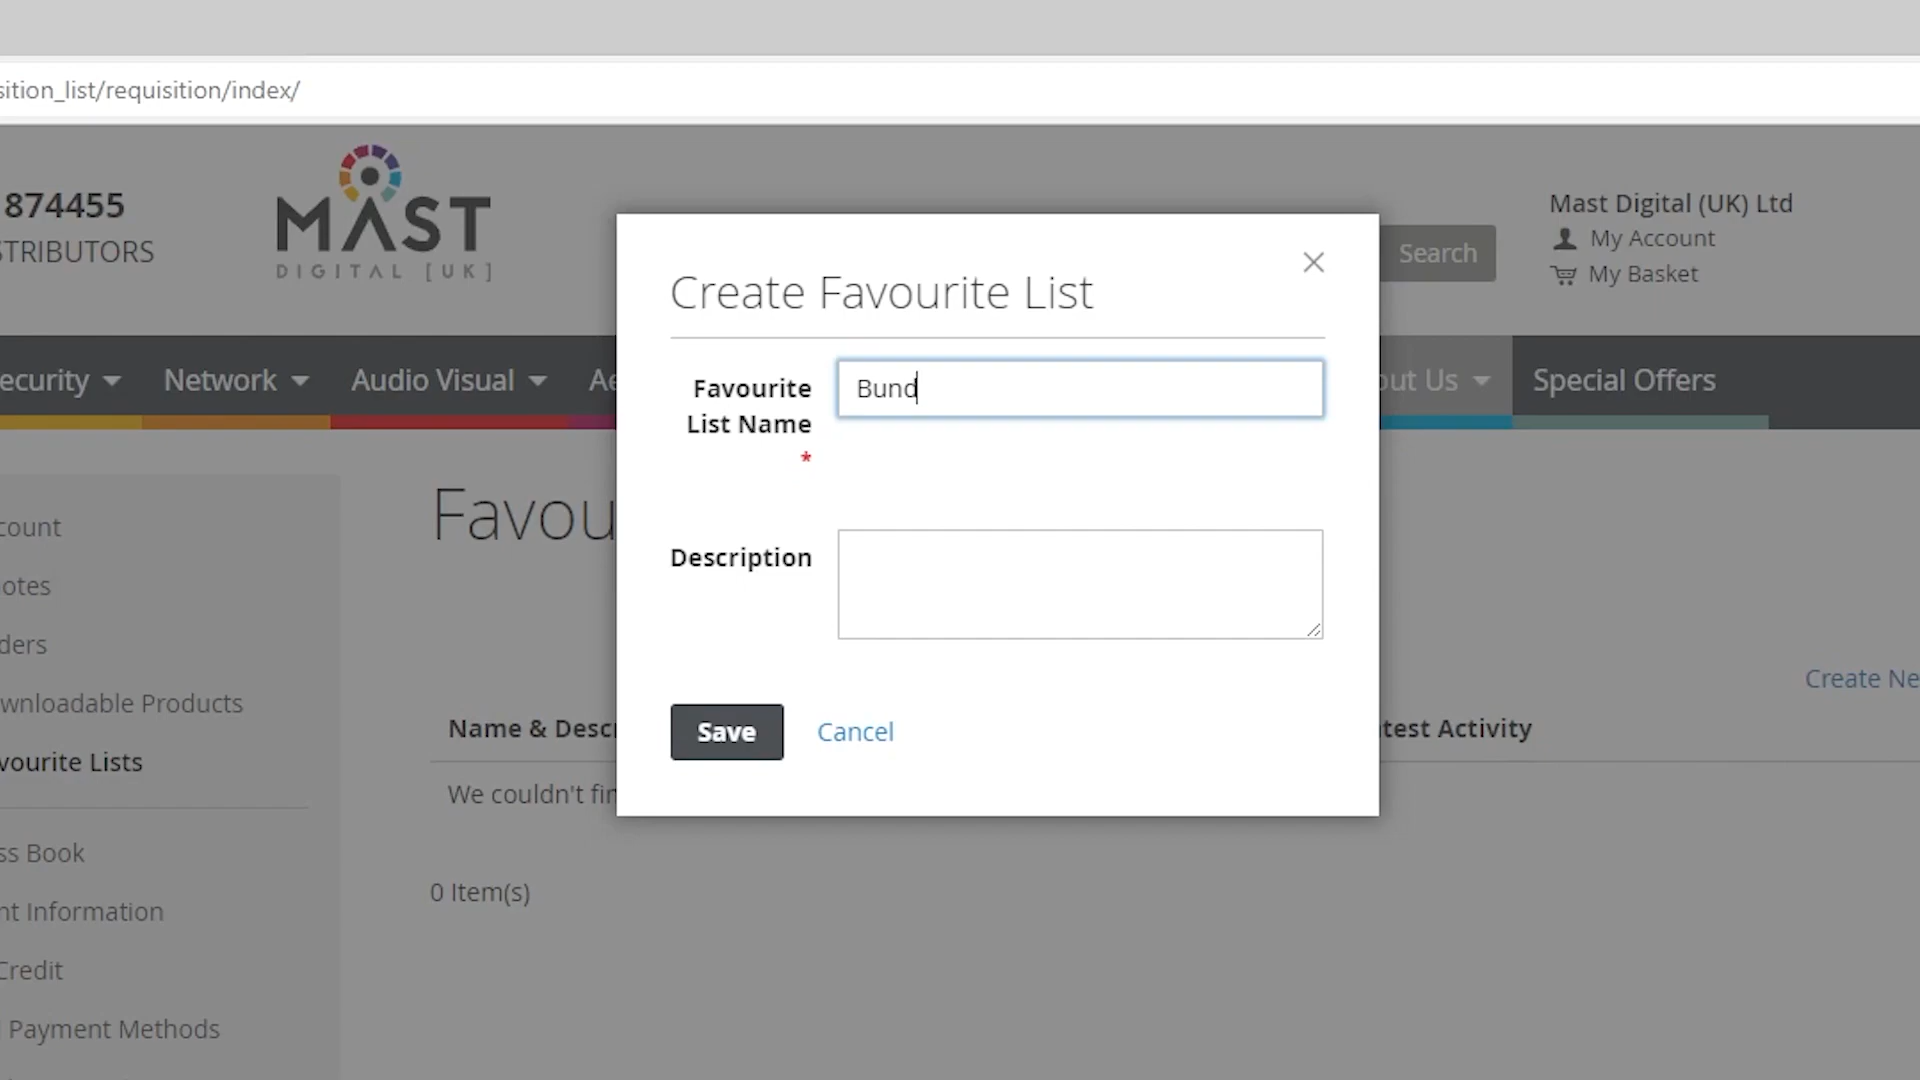 sition_list/requisition/index/
874455
STRIBUTORS
MAST
DIGITAL [UK]
Search
Mast Digital (UK) Ltd
My Account
My Basket
ecurity
Network
Audio Visual
Ae
out Us
Special Offers
Create Favourite List
Favourite
List Name
*
Bund
Description
Save
Cancel
count
otes
ders
wnloadable Products
vourite Lists
ss Book
nt Information
Credit
Payment Methods
Favou
Create Ne
Name & Descr
test Activity
We couldn't fin
0 Item(s)